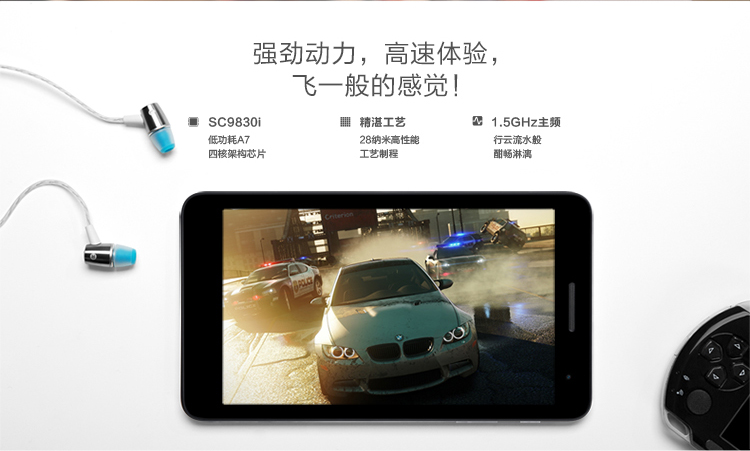 强劲动力，高速体验，
飞一般的感觉！
SC9830i
低功耗A7
四核架构芯片
精湛工艺
28纳米高性能
工艺制程
1.5GHz主频
行云流水般
酣畅淋漓
Criterion
POLICE